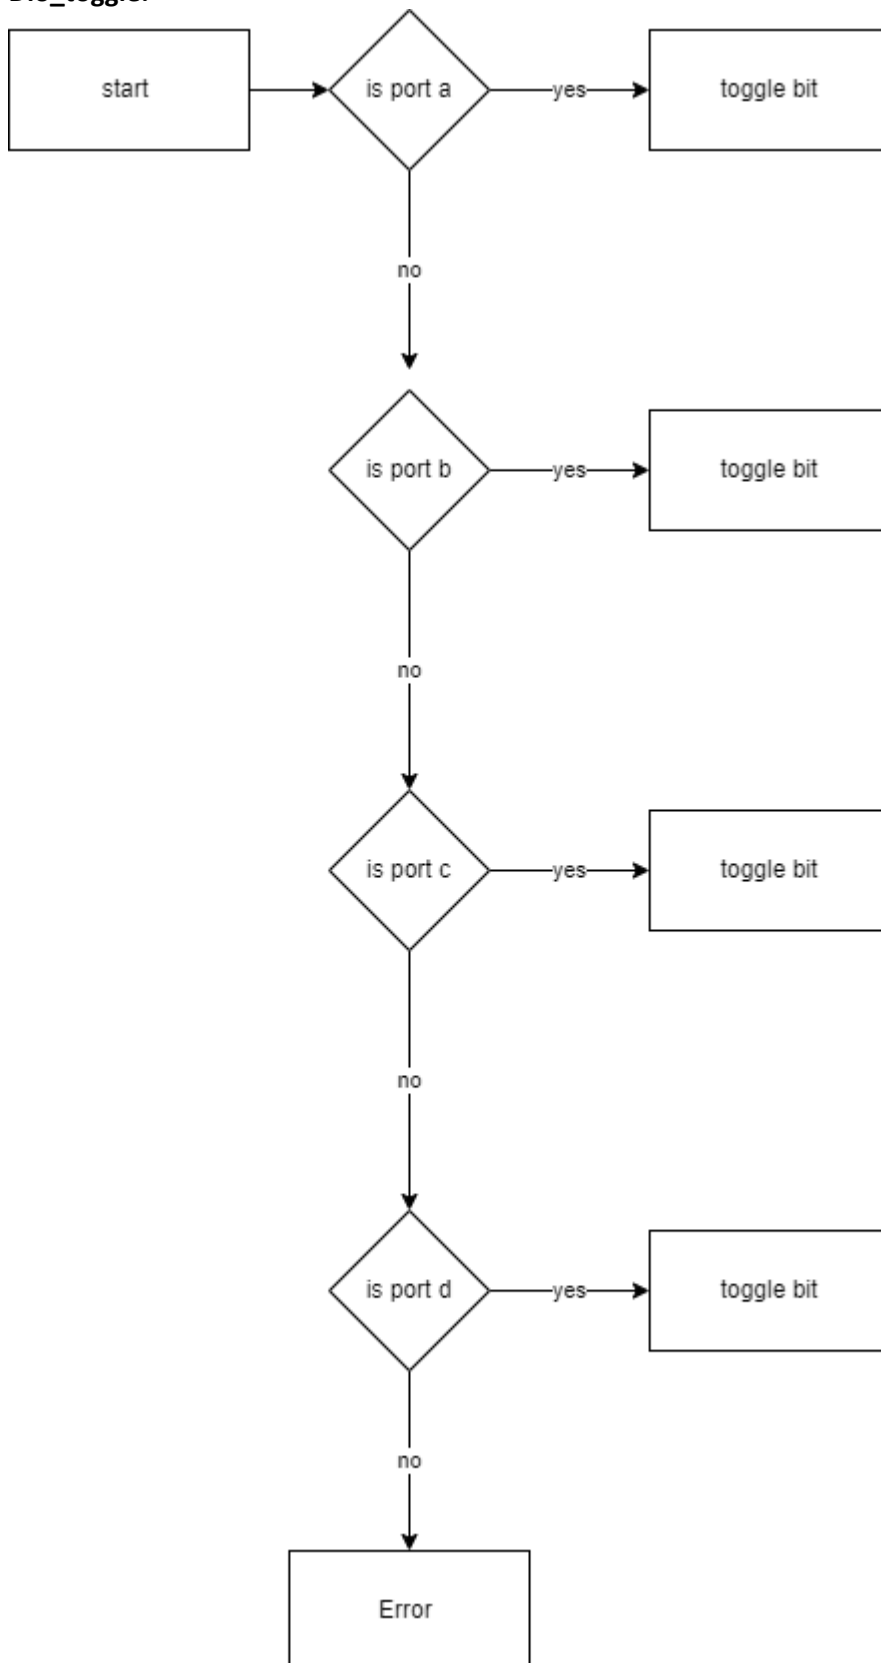 start
is port a
yes
toggle bit
no
is port b
yes
toggle bit
no
is port c
yes
toggle bit
no
is port d
yes
toggle bit
no
Error